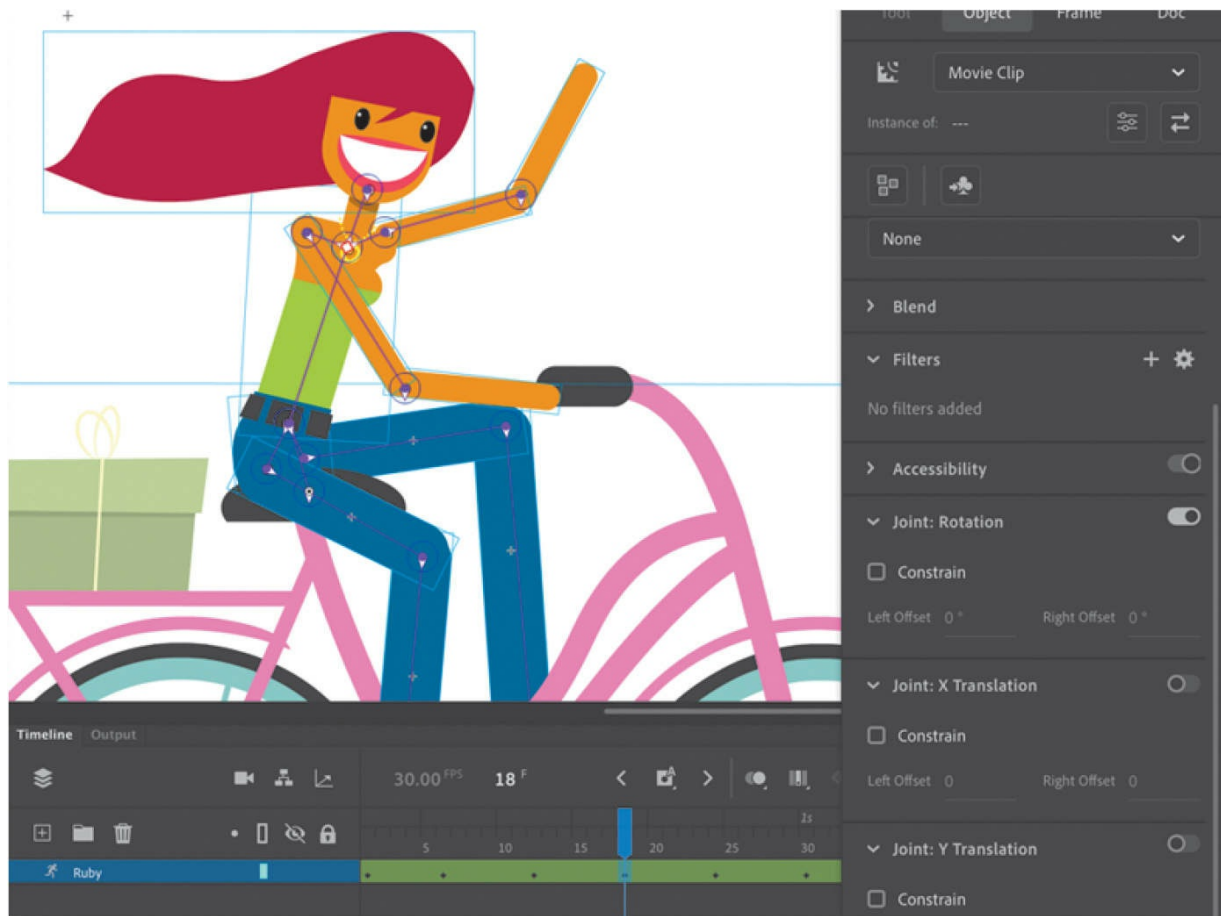 Tool Object Frame Doc
Movie Clip
Instance of: ---
None
Blend
Filters
No filters added
Accessibility
Joint: Rotation
Constrain
Left Offset 0 ° Right Offset 0 °
Joint: X Translation
Constrain
Left Offset 0 Right Offset 0
Joint: Y Translation
Constrain
Timeline Output
30.00 FPS 18 F
1s
5 10 15 20 25 30
Ruby